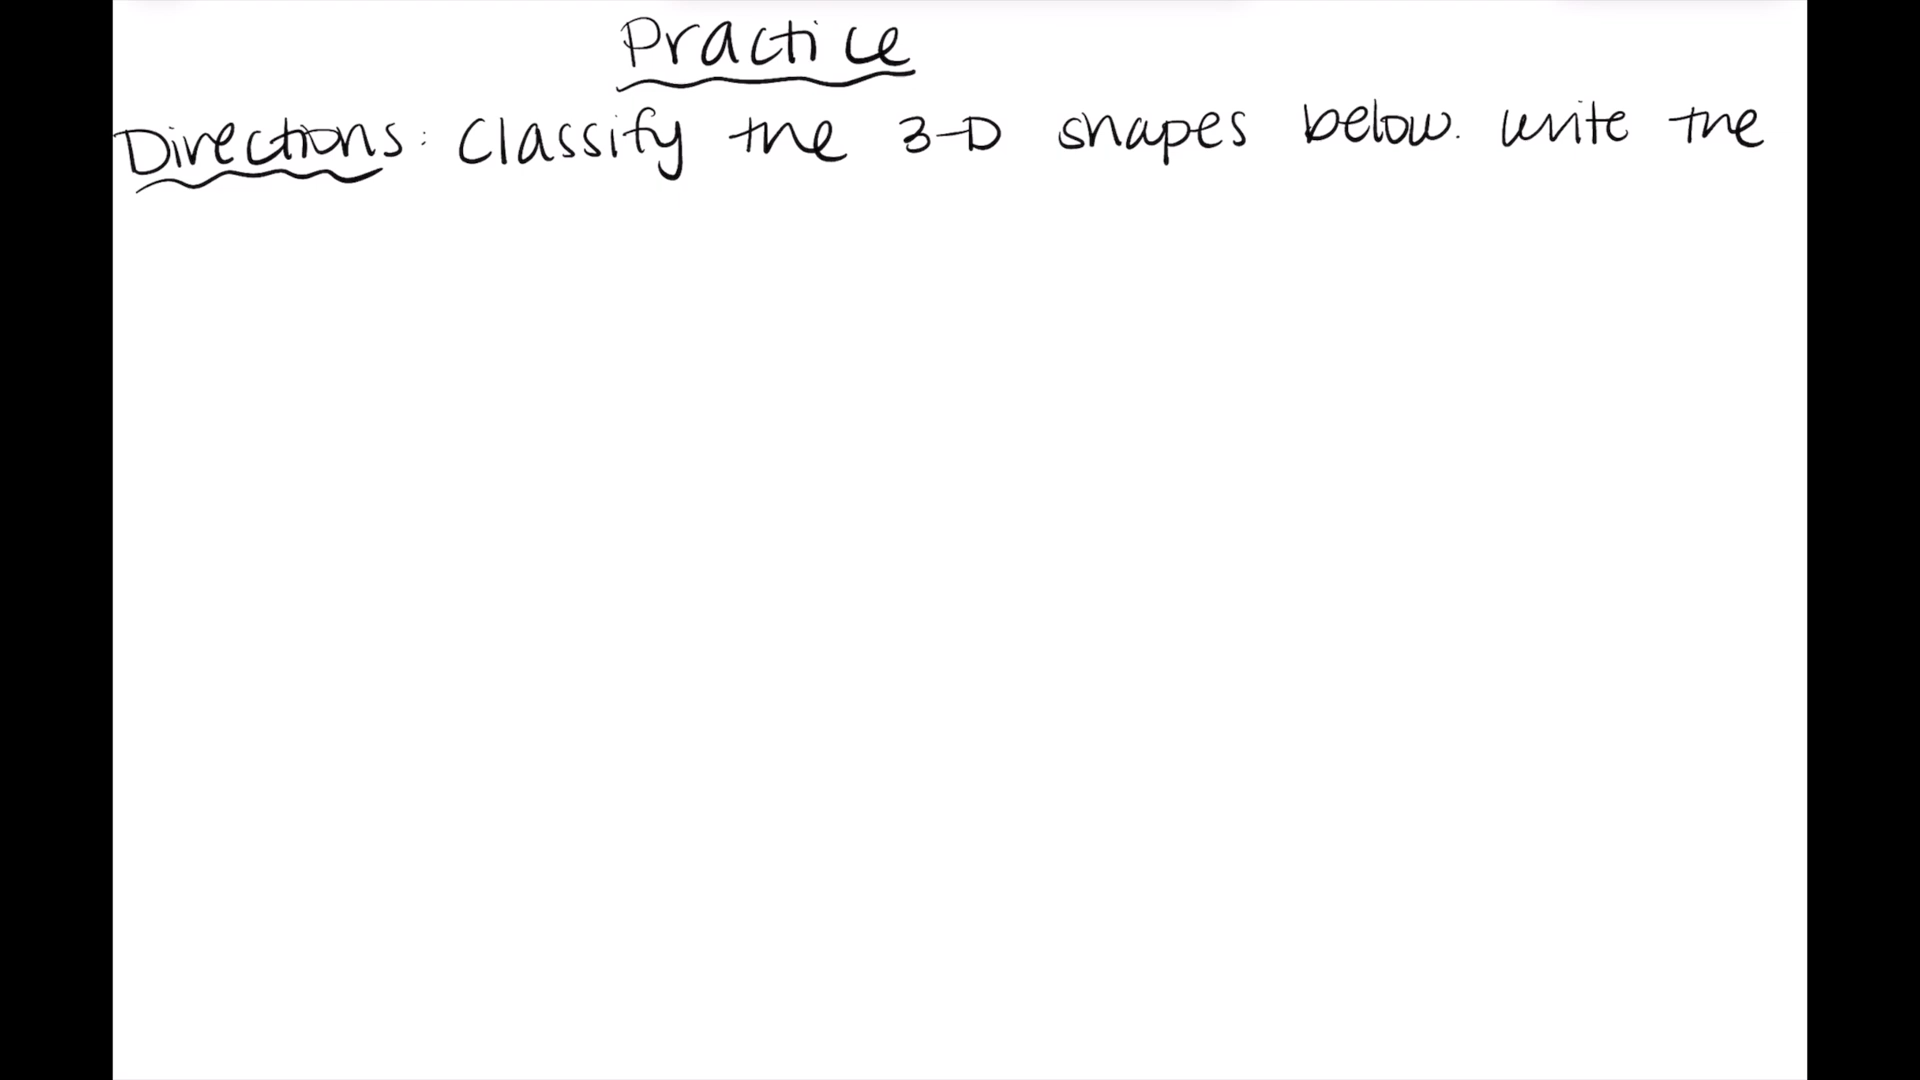 Practice
Directions: Classify the 3-D shapes below. write the